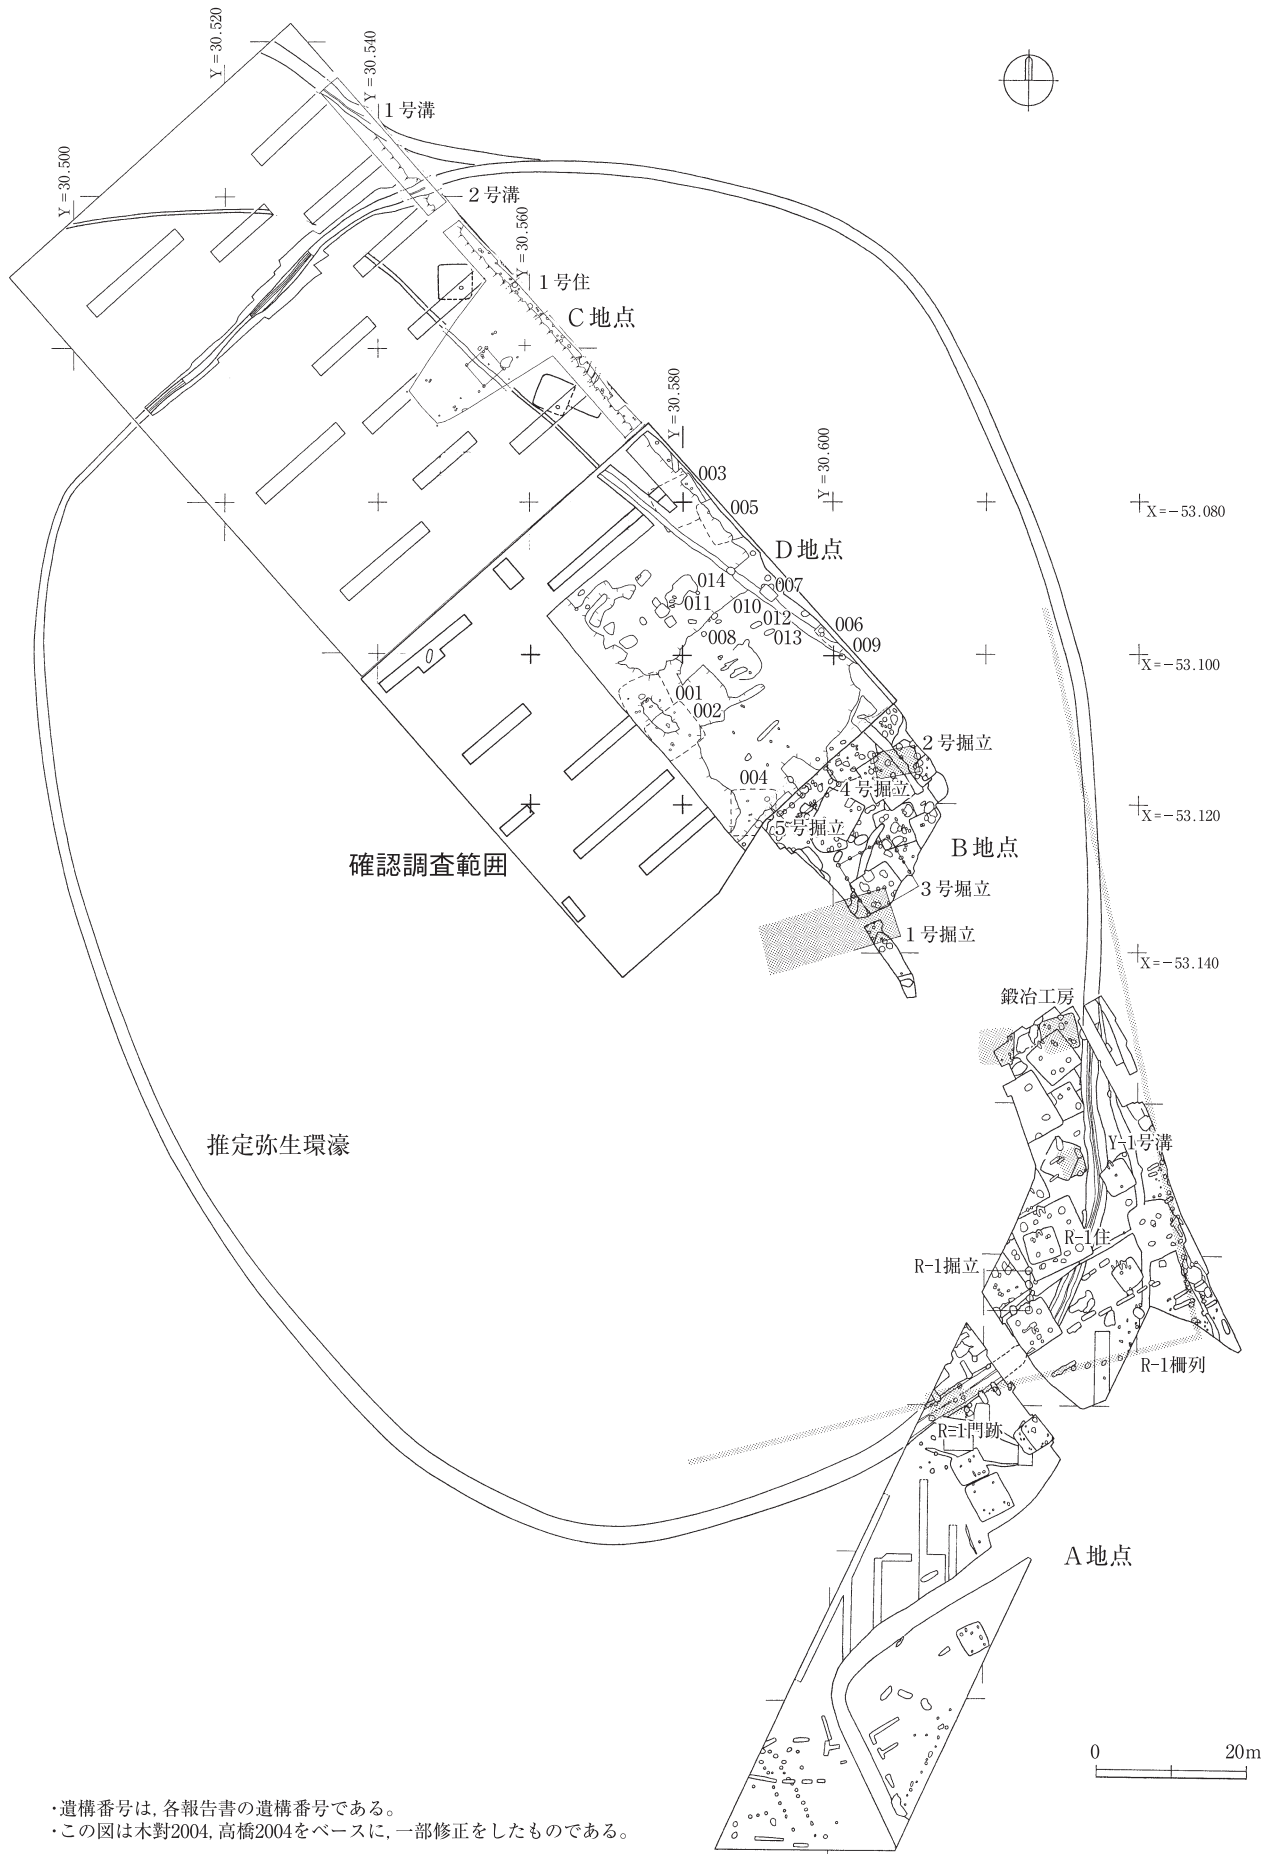 Y=30.520
Y=30.540
1号溝
Y=30.500
2号溝
Y=30.560
1号住
C地点
Y=30.580
Y=30.600
003
005
X=-53.080
D地点
014
007
011
010
012
006
008
013
009
X=-53.100
001
002
2号掘立
004
4号掘立
X=-53.120
5号掘立
B地点
確認調査範囲
3号堀立
1号掘立
X=-53.140
鍛冶工房
推定弥生環濠
Y-1号溝
R-1住
R-1掘立
R-1柵列
R-1門跡
A地点
0 20m
・遺構番号は,各報告書の遺構番号である。
・この図は木對2004,高橋2004をベースに,一部修正をしたものである。